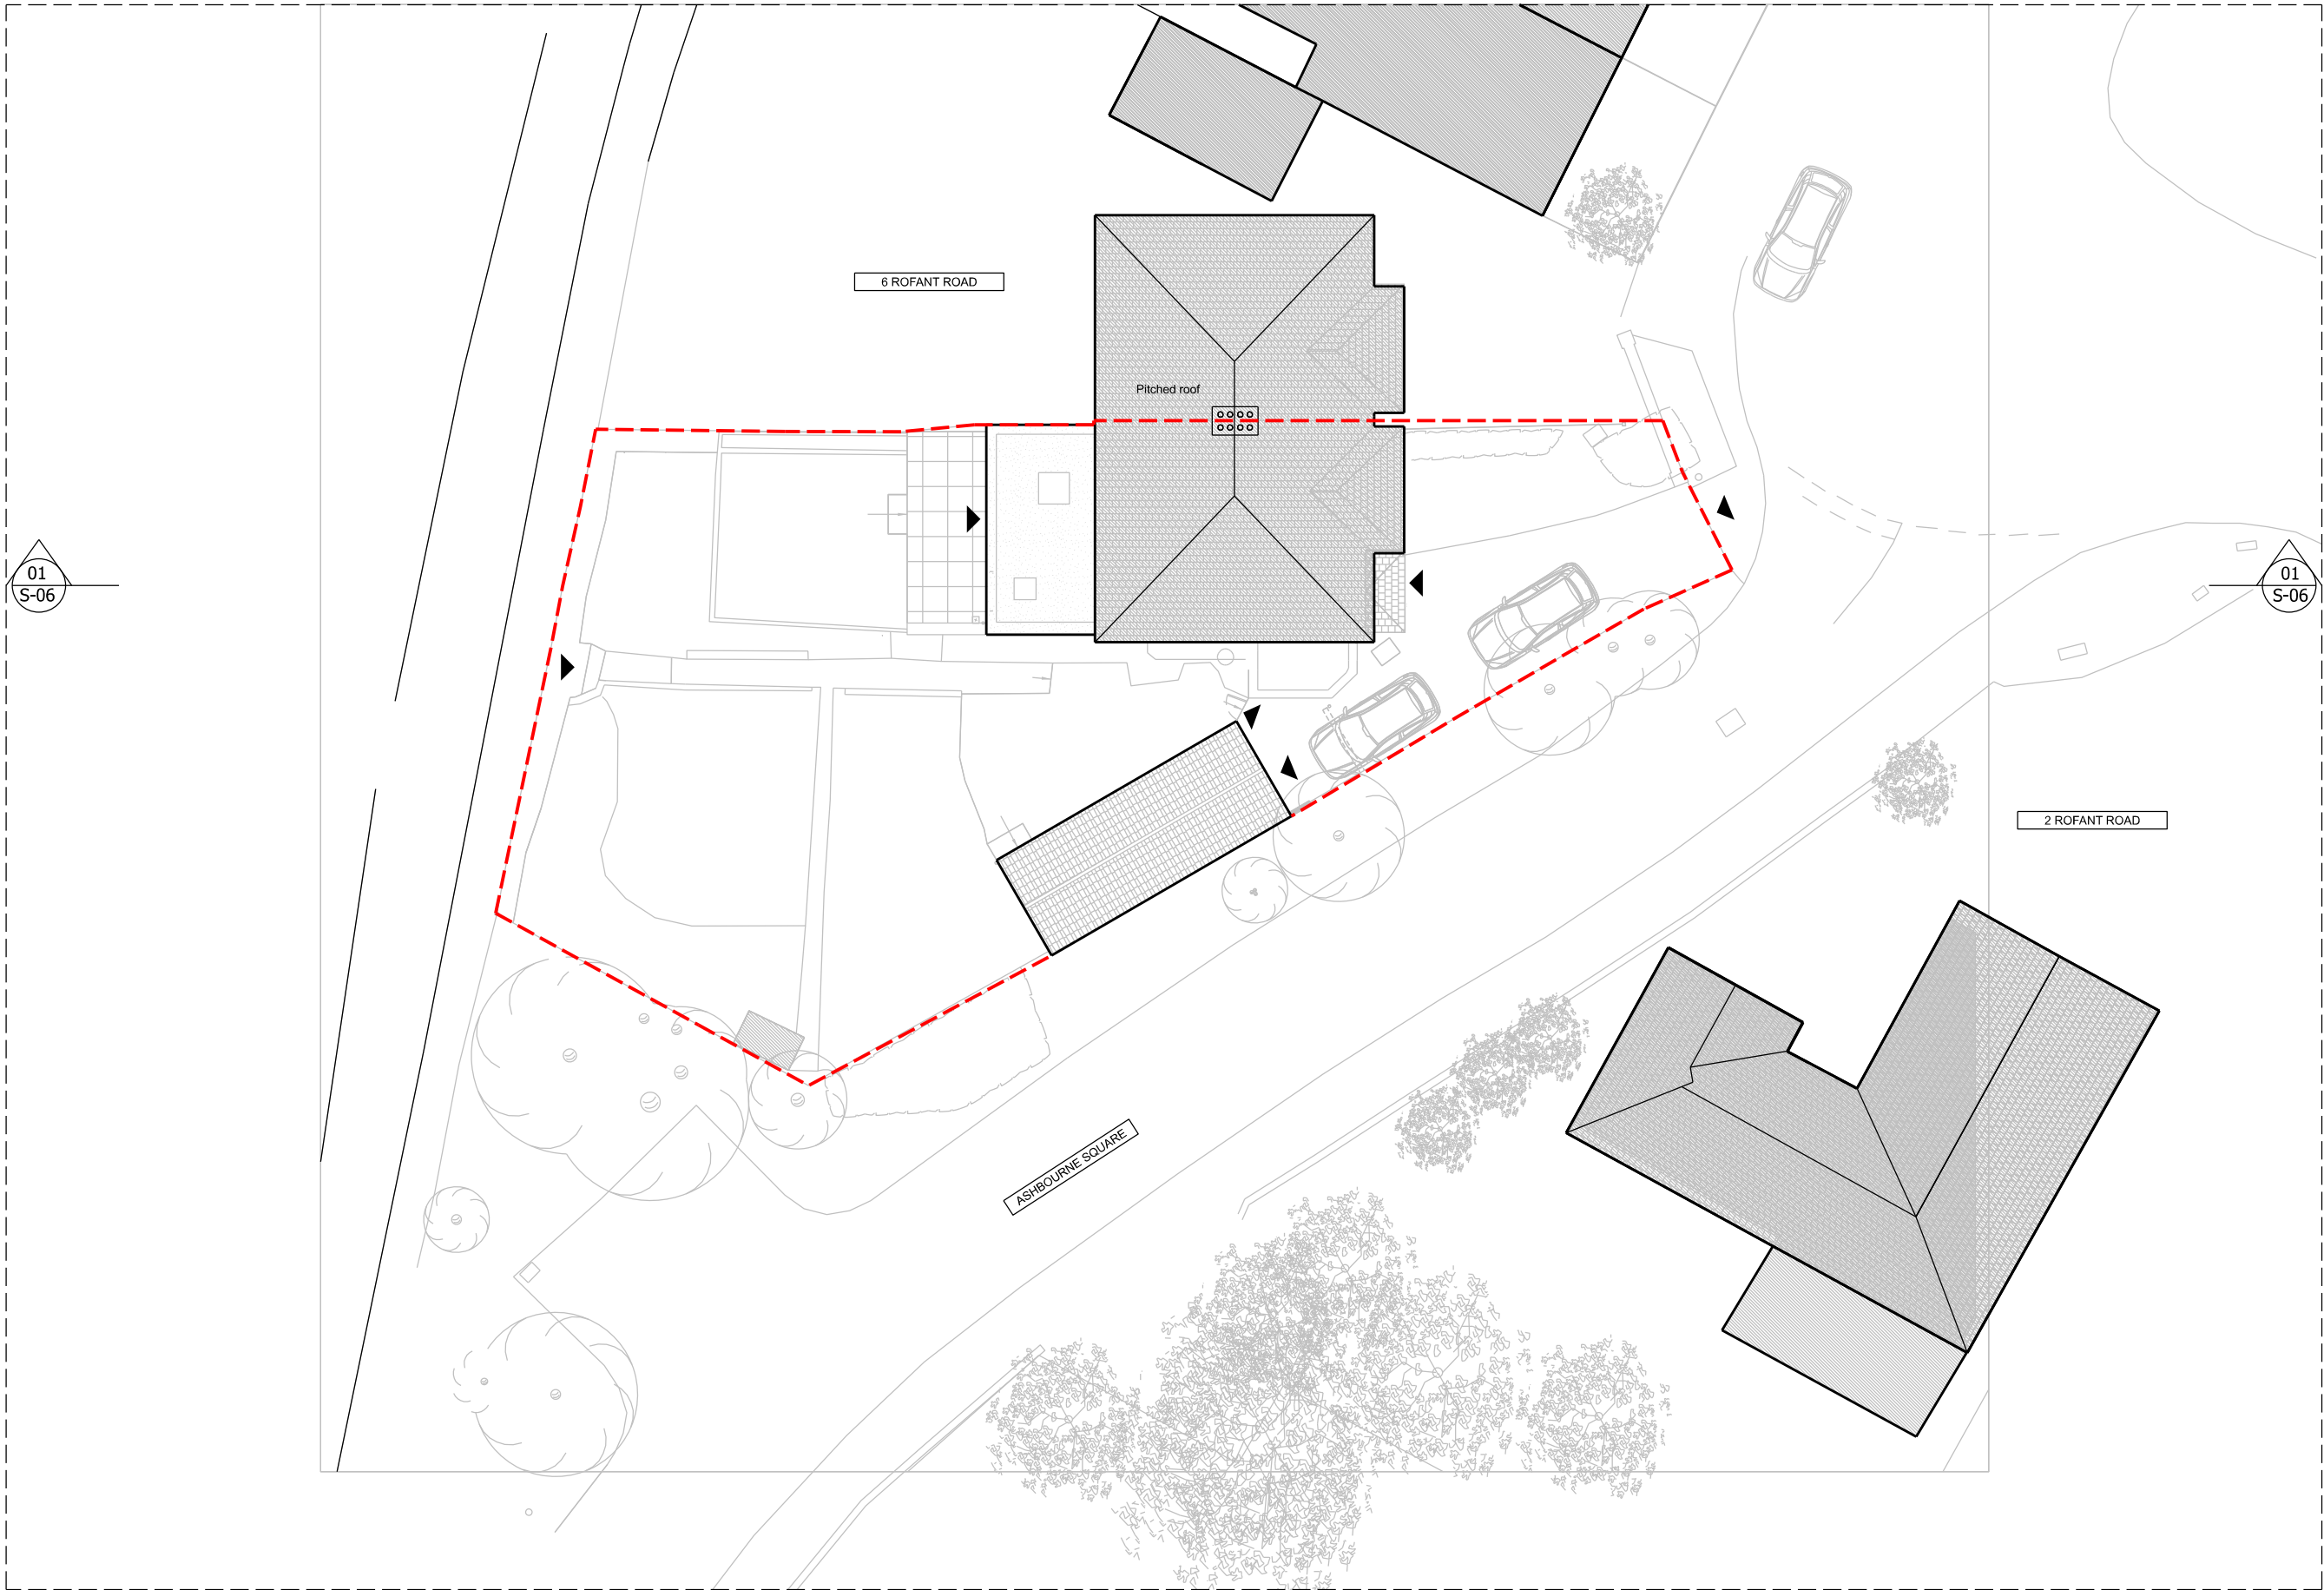 6 ROFANT ROAD
Pitched roof
01
S-06
01
S-06
2 ROFANT ROAD
ASHBOURNE SQUARE